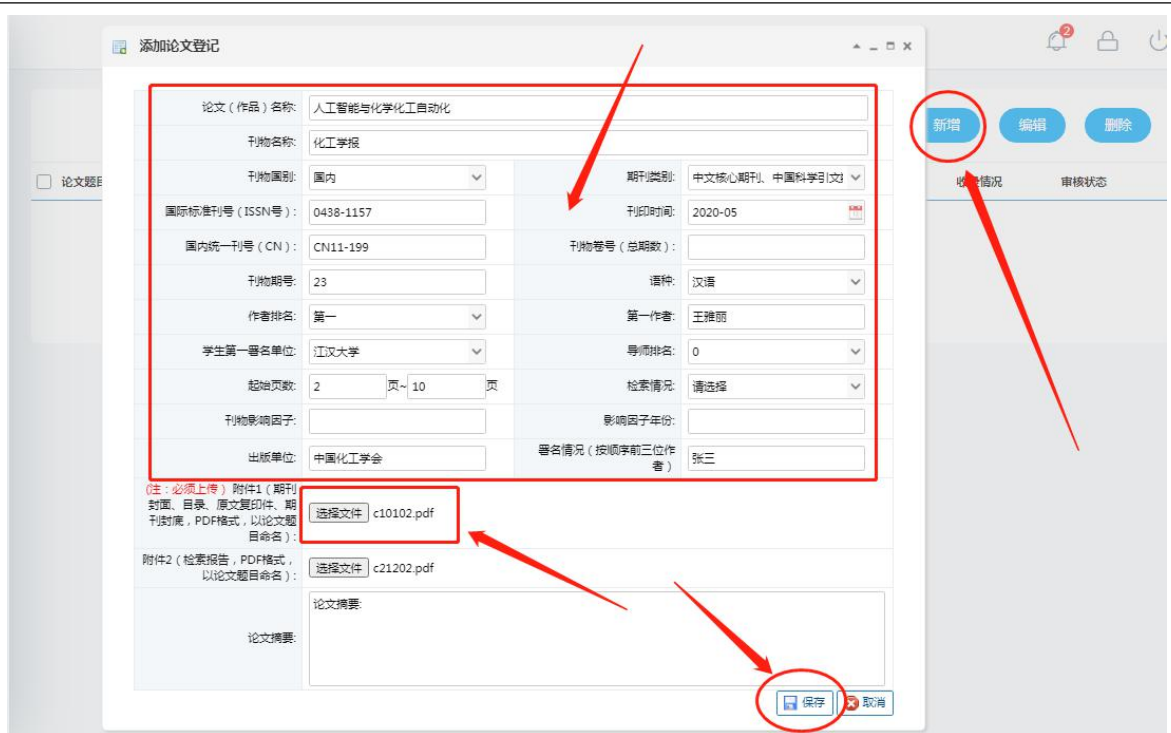 添加论文登记
2
新增
编辑
删除
论文题目
收录情况
审核状态
论文（作品）名称: 人工智能与化学化工自动化
刊物名称: 化工学报
刊物国别: 国内 期刊类别: 中文核心期刊、中国科学引文
国际标准刊号（ISSN号）: 0438-1157 刊印时间: 2020-05
国内统一刊号（CN）: CN11-199 刊物卷号（总期数）:
刊物期号: 23 语种: 汉语
作者排名: 第一 第一作者: 王雅丽
学生第一署名单位: 江汉大学 导师排名: 0
起始页数: 2 页~ 10 页 检索情况: 请选择
刊物影响因子: 影响因子年份:
出版单位: 中国化工学会 署名情况（按顺序前三位作
者） 张三
(注：必须上传）附件1（期刊
封面、目录、原文复印件、期
刊封底，PDF格式，以论文题
目命名）:
选择文件 c10102.pdf
附件2（检索报告，PDF格式，
以论文题目命名）:
选择文件 c21202.pdf
论文摘要:
论文摘要:
保存 取消